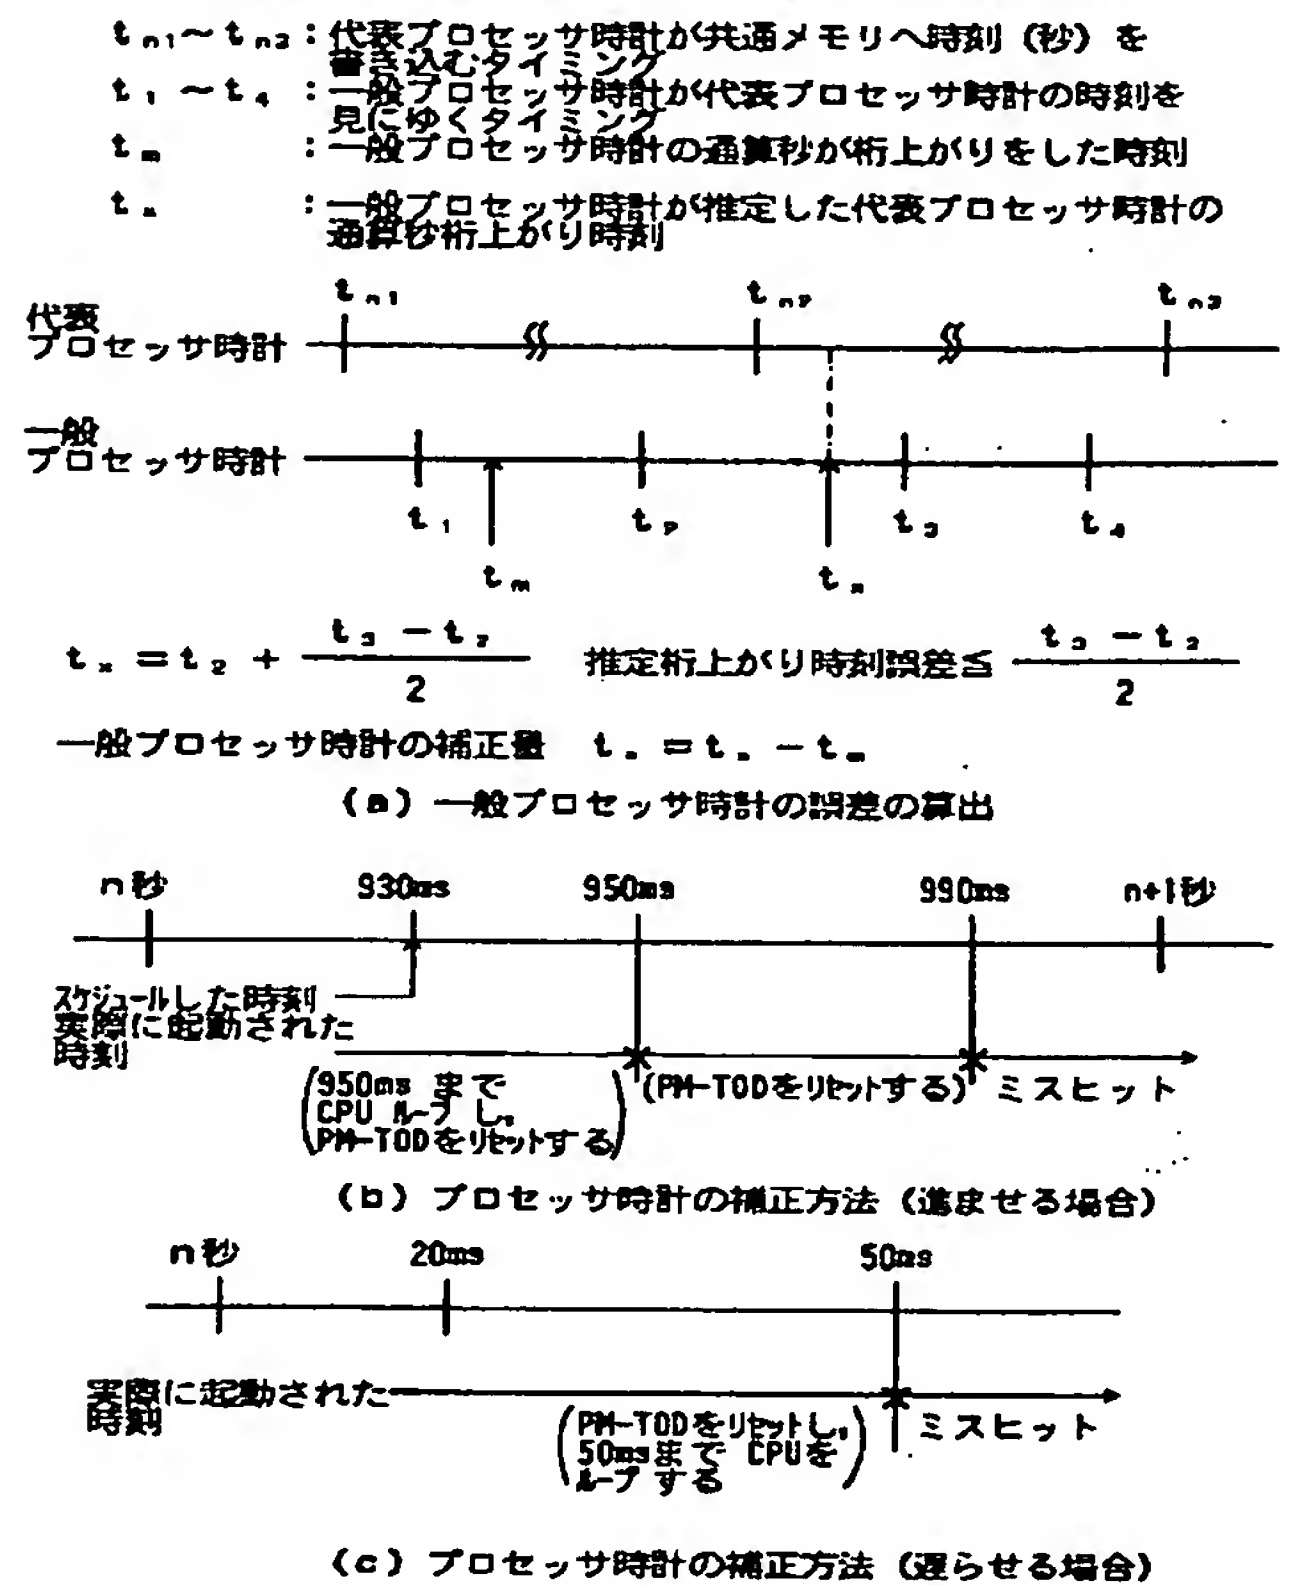 tn1～tn3：代表プロセッサ時計が共通メモリへ時刻（秒）を
書き込むタイミング
t1 ～t4 ：一般プロセッサ時計が代表プロセッサ時計の時刻を
見にゆくタイミング
tm ：一般プロセッサ時計の通算秒が桁上がりをした時刻
tx ：一般プロセッサ時計が推定した代表プロセッサ時計の
通算秒桁上がり時刻
tn1 tn2 tn3
代表
プロセッサ時計
一般
プロセッサ時計
t1 t2 t3 t4
tm tx
tx ＝t2 ＋ (t3 －t2)/2 推定桁上がり時刻誤差≦ (t3 －t2)/2
一般プロセッサ時計の補正量 ＝tx －tm
(a) 一般プロセッサ時計の誤差の算出
n秒 930ms 950ms 990ms n+1秒
スケジュールした時刻
実際に起動された
時刻
(950ms まで
CPU ループし,
PM-TODをリセットする)
(PM-TODをリセットする) ミスヒット
(b) プロセッサ時計の補正方法（進ませる場合）
n秒 20ms 50ms
実際に起動された
時刻
(PM-TODをリセットし,
50msまで CPUを
ループ する)
ミスヒット
(c) プロセッサ時計の補正方法（遅らせる場合）